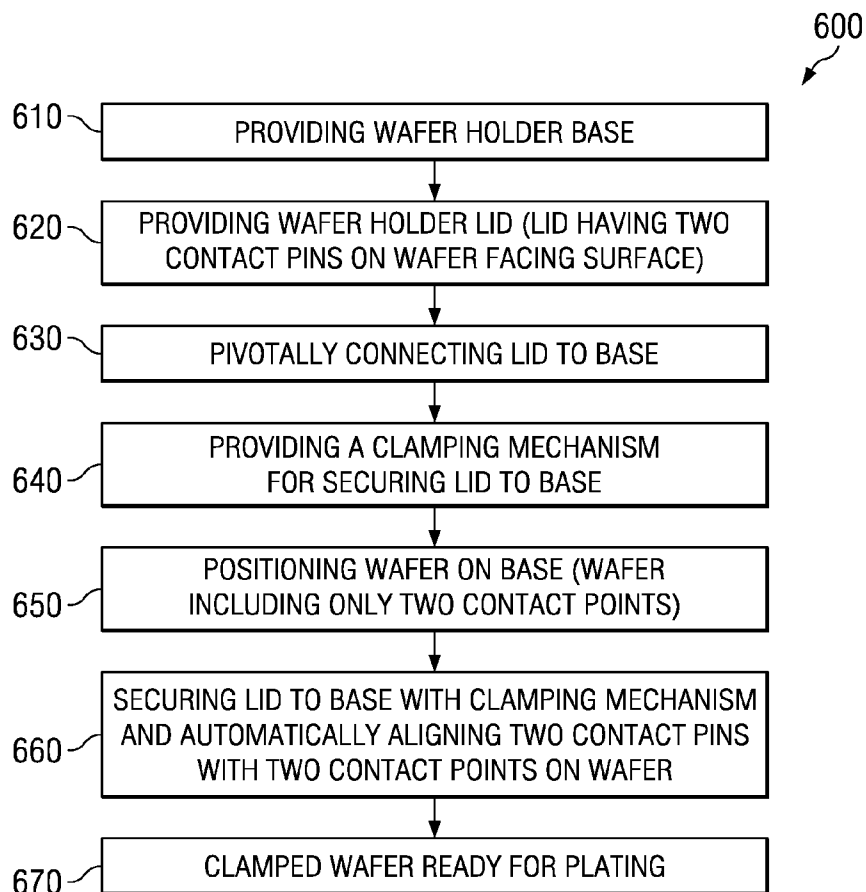 600
610
PROVIDING WAFER HOLDER BASE
620
PROVIDING WAFER HOLDER LID (LID HAVING TWO
CONTACT PINS ON WAFER FACING SURFACE)
630
PIVOTALLY CONNECTING LID TO BASE
640
PROVIDING A CLAMPING MECHANISM
FOR SECURING LID TO BASE
650
POSITIONING WAFER ON BASE (WAFER
INCLUDING ONLY TWO CONTACT POINTS)
660
SECURING LID TO BASE WITH CLAMPING MECHANISM
AND AUTOMATICALLY ALIGNING TWO CONTACT PINS
WITH TWO CONTACT POINTS ON WAFER
670
CLAMPED WAFER READY FOR PLATING